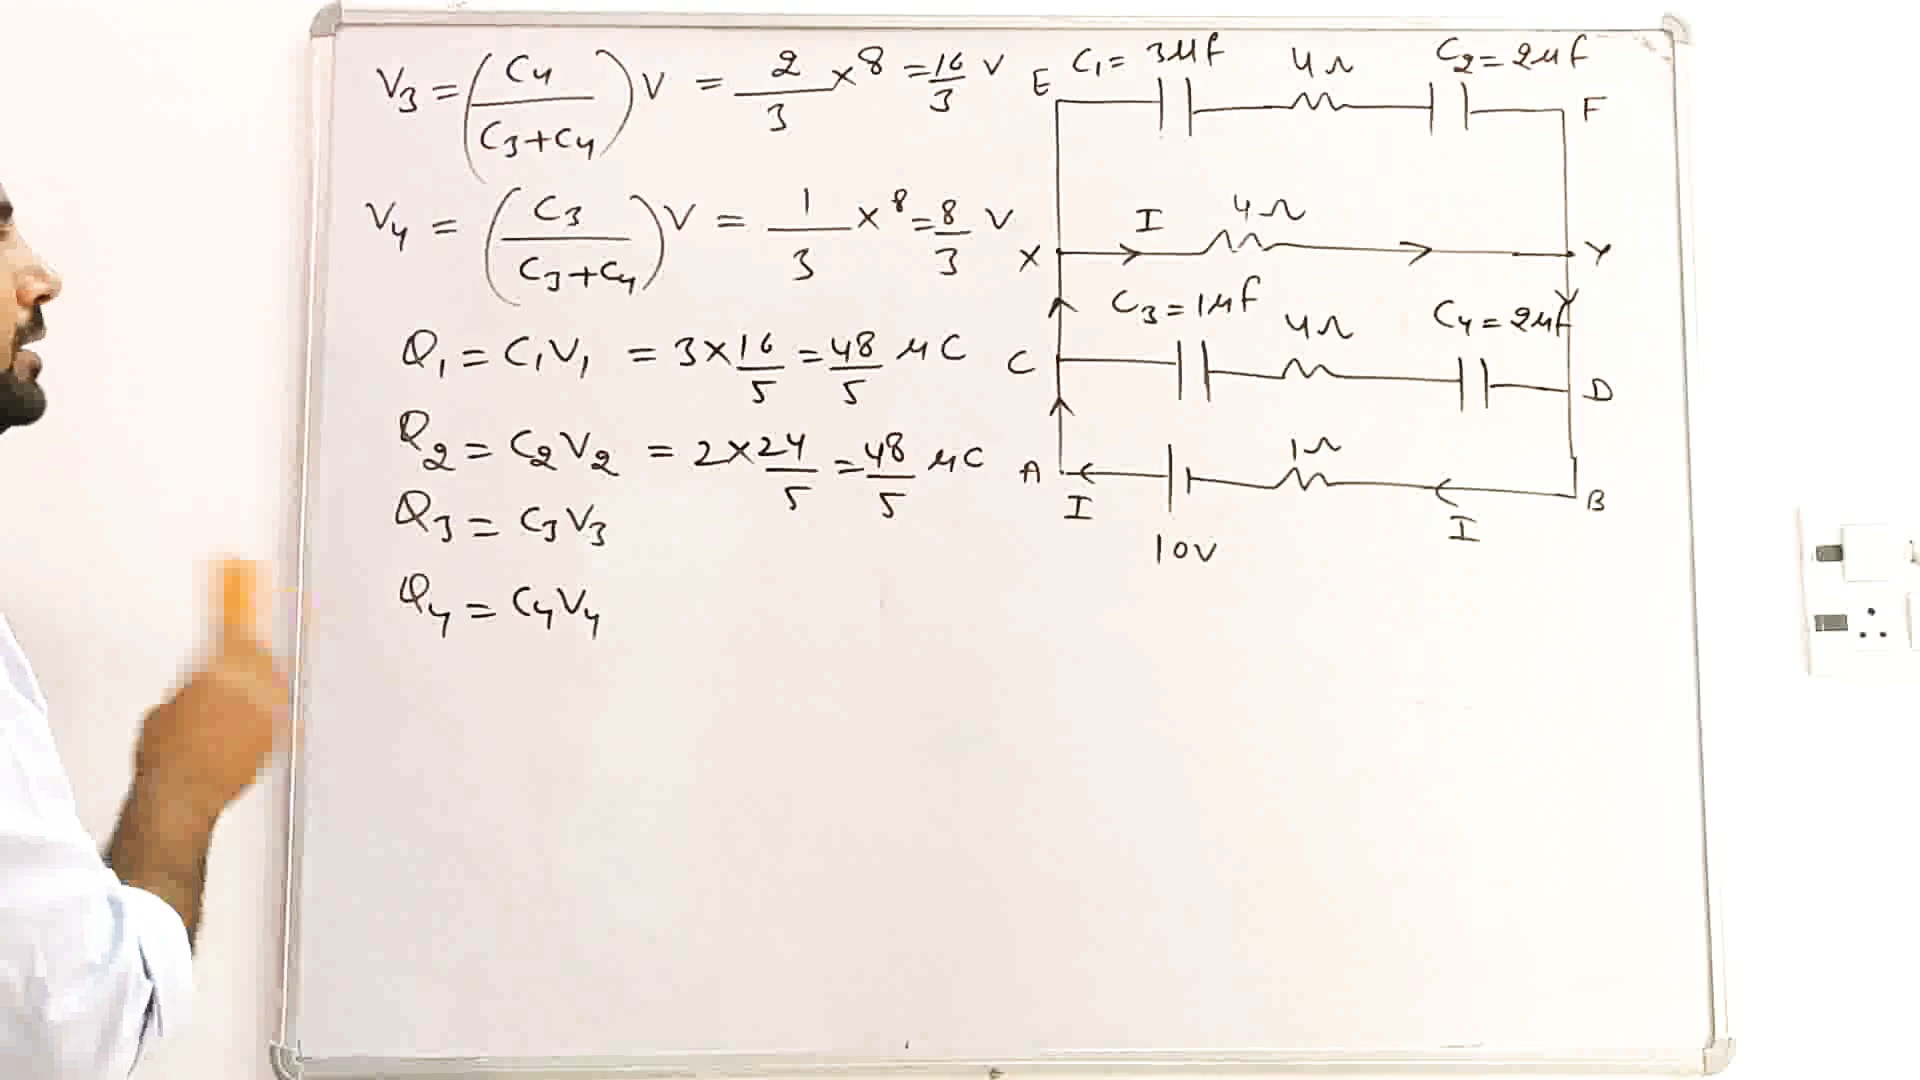 V₃ = (C₄ / (C₃+C₄)) V = 2/3 × 8 = 16/3 V
V₄ = (C₃ / (C₃+C₄)) V = 1/3 × 8 = 8/3 V
Q₁ = C₁V₁ = 3 × 16/5 = 48/5 μC
Q₂ = C₂V₂ = 2 × 24/5 = 48/5 μC
Q₃ = C₃V₃
Q₄ = C₄V₄
E C₁ = 3μf 4Ω C₂ = 2μf F
X I 4Ω Y
C C₃ = 1μf 4Ω C₄ = 2μf D
A I 1Ω I B
10V